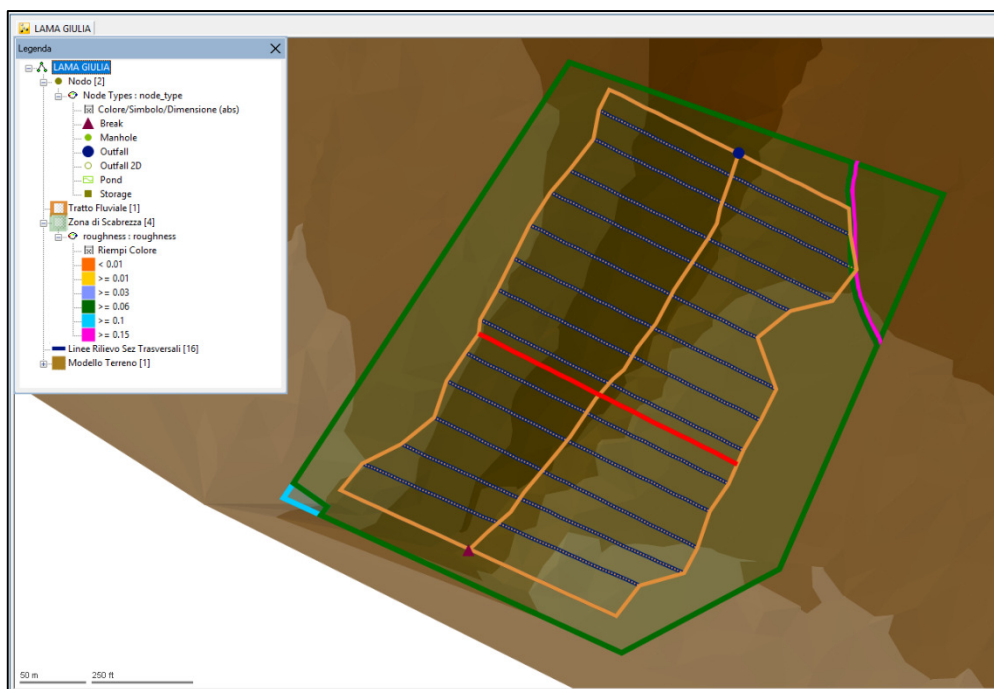 LAMA GIULIA
Legenda
LAMA GIULIA
Nodo [2]
Node Types : node_type
Colore/Simbolo/Dimensione (abs)
Break
Manhole
Outfall
Outfall 2D
Pond
Storage
Tratto Fluviale [1]
Zona di Scabrezza [4]
roughness : roughness
Riempi Colore
< 0.01
>= 0.01
>= 0.03
>= 0.06
>= 0.1
>= 0.15
Linee Rilievo Sez Trasversali [16]
Modello Terreno [1]
50 m 250 ft